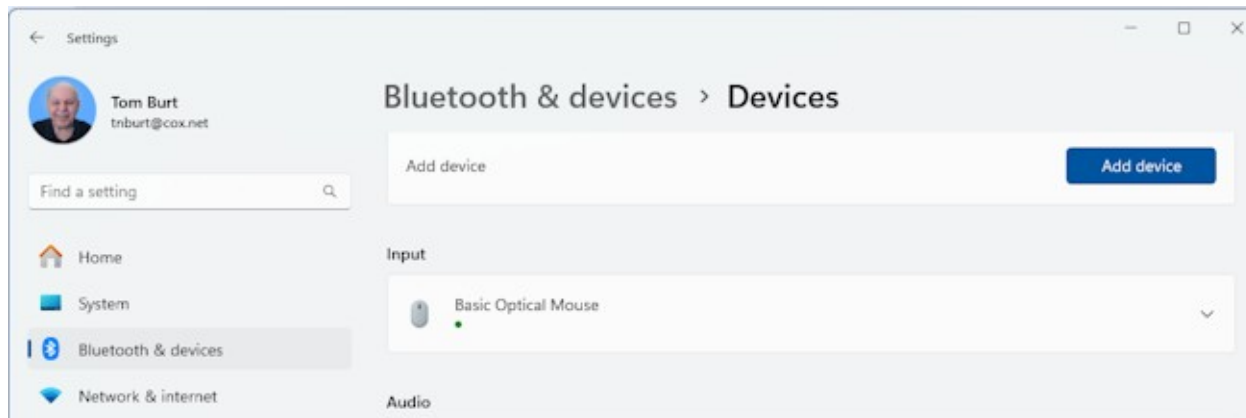 Settings
Tom Burt
tnburt@cox.net
Find a setting
Home
System
Bluetooth & devices
Network & internet
Bluetooth & devices > Devices
Add device
Add device
Input
Basic Optical Mouse
Audio